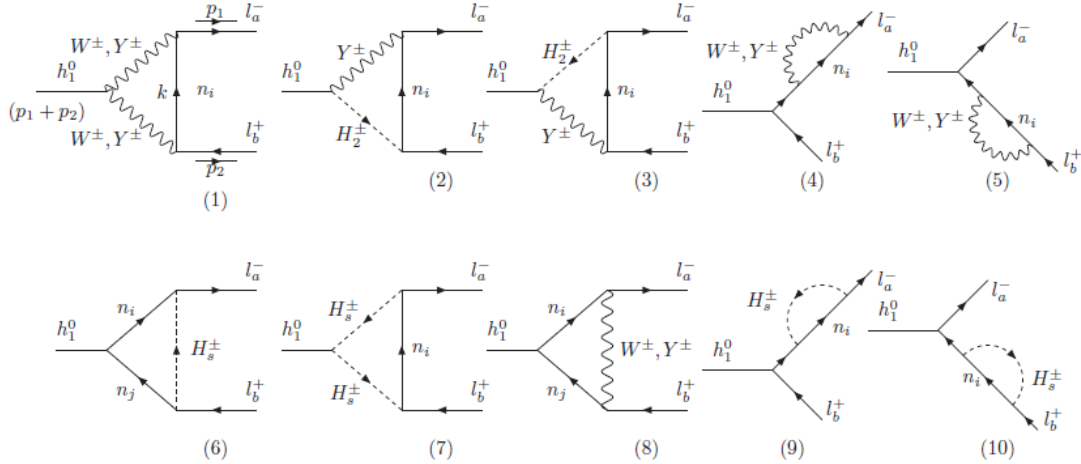 p₁ l_a^-
W^±, Y^±
h_1^0
(p₁ + p₂)
k n_i
W^±, Y^±
l_b^+
p₂
(1)
l_a^-
Y^±
h_1^0
n_i
H_2^±
l_b^+
(2)
l_a^-
H_2^±
h_1^0
n_i
Y^±
l_b^+
(3)
l_a^-
W^±, Y^±
n_i
h_1^0
l_b^+
(4)
l_a^-
h_1^0
W^±, Y^±
n_i
l_b^+
(5)
l_a^-
n_i
h_1^0
H_s^±
n_j
l_b^+
(6)
l_a^-
H_s^±
h_1^0
n_i
H_s^±
l_b^+
(7)
l_a^-
n_i
h_1^0
W^±, Y^±
n_j
l_b^+
(8)
l_a^-
H_s^±
n_i
h_1^0
l_b^+
(9)
l_a^-
h_1^0
n_i
H_s^±
l_b^+
(10)